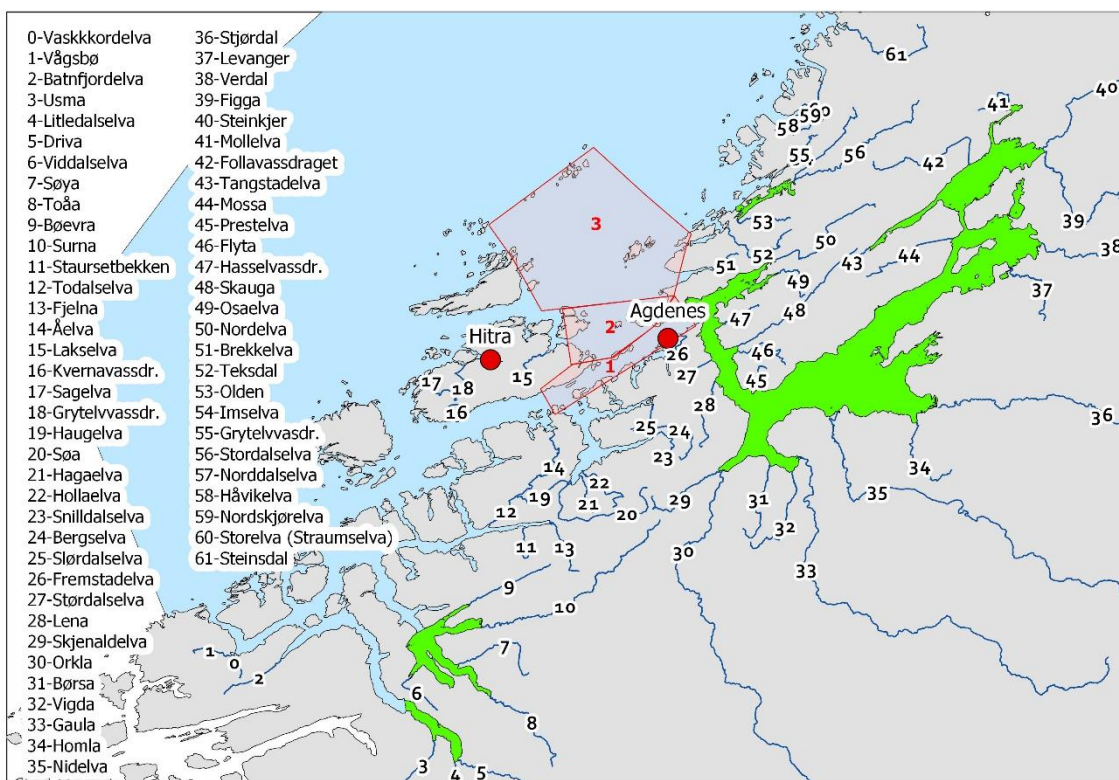 0-Vaskkkordelva
1-Vågsbø
2-Batnfjordelva
3-Usma
4-Litledalselva
5-Driva
6-Viddalselva
7-Søya
8-Toåa
9-Bøevra
10-Surna
11-Staursetbekken
12-Todalselva
13-Fjelna
14-Åelva
15-Lakselva
16-Kvernavassdr.
17-Sagelva
18-Grytelvvassdr.
19-Haugelva
20-Søa
21-Hagaelva
22-Hollaelva
23-Snilldalselva
24-Bergselva
25-Slørdalselva
26-Fremstadelva
27-Størdalselva
28-Lena
29-Skjenaldelva
30-Orkla
31-Børsa
32-Vigda
33-Gaula
34-Homla
35-Nidelva
36-Stjørdal
37-Levanger
38-Verdal
39-Figga
40-Steinkjer
41-Mollelva
42-Follavassdraget
43-Tangstadelva
44-Mossa
45-Prestelva
46-Flyta
47-Hasselvassdr.
48-Skauga
49-Osaelva
50-Nordelva
51-Brekkelva
52-Teksdal
53-Olden
54-Imselva
55-Grytelvvasdr.
56-Stordalselva
57-Norddalselva
58-Håvikelva
59-Nordskjørelva
60-Storelva (Straumselva)
61-Steinsdal
61
40
41
58
59
55
56
42
53
39
3
50
52
51
43
44
38
49
37
47
48
Agdenes
2
Hitra
26
1
46
27
45
15
17
18
16
28
36
25
24
23
14
34
22
29
31
35
19
21
20
12
32
11
13
30
33
9
10
7
1
0
2
6
8
3
4
5